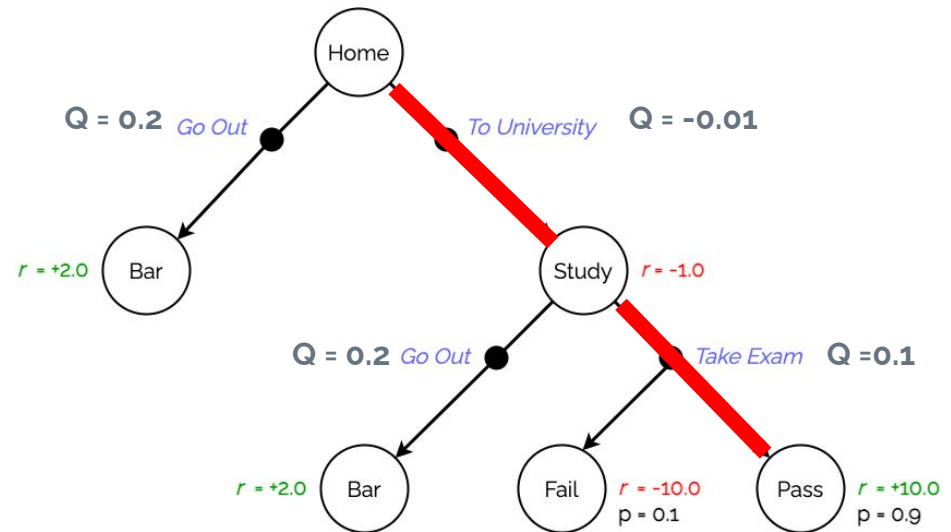 Home
Q = 0.2 Go Out To University Q = -0.01
r = +2.0 Bar Study r = -1.0
Q = 0.2 Go Out Take Exam Q =0.1
r = +2.0 Bar Fail r = -10.0 Pass r = +10.0
p = 0.1 p = 0.9